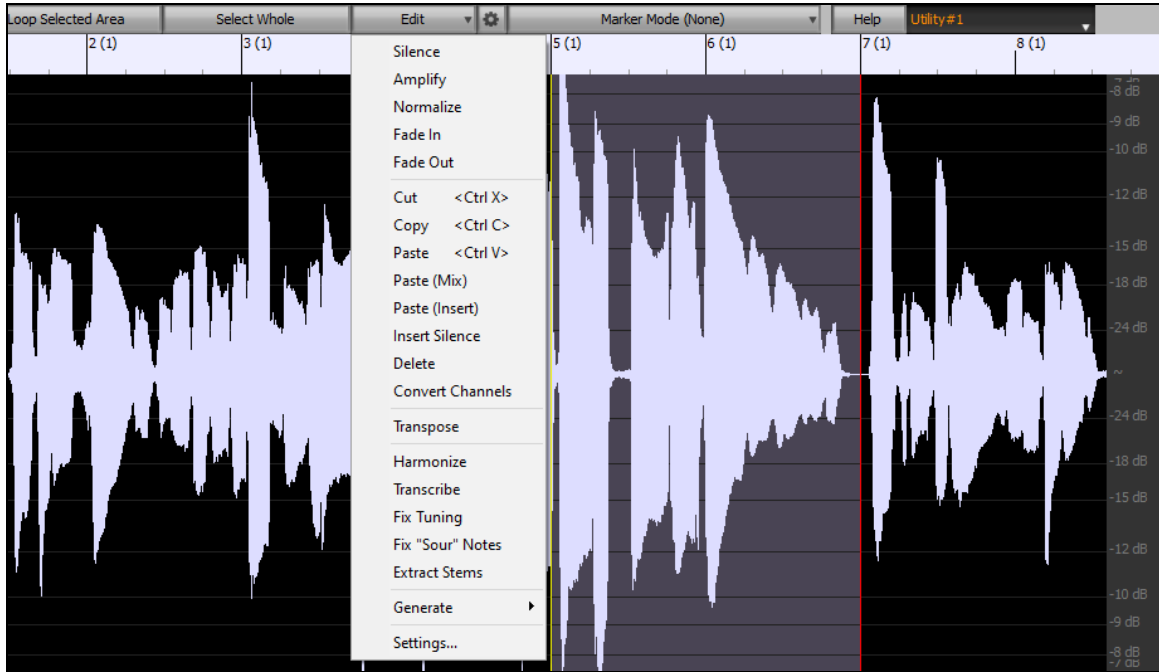 Loop Selected Area Select Whole Edit Marker Mode (None) Help Utility#1
2 (1) 3 (1) 5 (1) 6 (1) 7 (1) 8 (1)
Silence
Amplify
Normalize
Fade In
Fade Out
Cut <Ctrl X>
Copy <Ctrl C>
Paste <Ctrl V>
Paste (Mix)
Paste (Insert)
Insert Silence
Delete
Convert Channels
Transpose
Harmonize
Transcribe
Fix Tuning
Fix "Sour" Notes
Extract Stems
Generate
Settings...
-8 dB
-9 dB
-10 dB
-12 dB
-15 dB
-18 dB
-24 dB
~
-24 dB
-18 dB
-15 dB
-12 dB
-10 dB
-9 dB
-8 dB
-7 dB